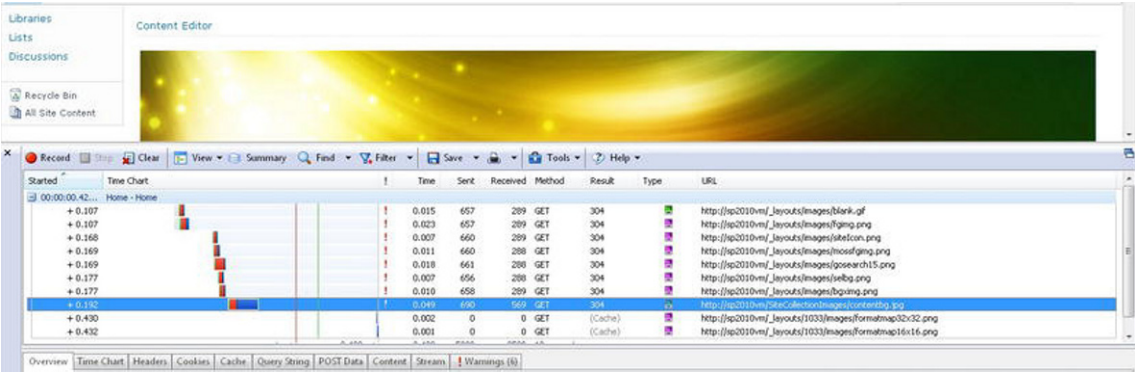 Libraries
Content Editor
Lists
Discussions
Recycle Bin
All Site Content
Record Stop Clear View Summary Find Filter Save Tools Help
Started Time Chart ! Time Sent Received Method Result Type URL
00:00:00.42... Home - Home
+ 0.107 ! 0.015 657 289 GET 304 http://sp2010vm/_layouts/images/blank.gif
+ 0.107 ! 0.023 657 289 GET 304 http://sp2010vm/_layouts/images/fgimg.png
+ 0.168 ! 0.007 660 289 GET 304 http://sp2010vm/_layouts/images/siteIcon.png
+ 0.169 ! 0.011 660 288 GET 304 http://sp2010vm/_layouts/images/mossfgimg.png
+ 0.169 ! 0.018 661 288 GET 304 http://sp2010vm/_layouts/images/gosearch15.png
+ 0.177 ! 0.007 656 288 GET 304 http://sp2010vm/_layouts/images/selbg.png
+ 0.177 ! 0.010 658 289 GET 304 http://sp2010vm/_layouts/images/bgximg.png
+ 0.192 ! 0.049 690 569 GET 304 http://sp2010vm/SiteCollectionImages/contentbg.jpg
+ 0.430 0.002 0 0 GET (Cache) http://sp2010vm/_layouts/1033/images/formatmap32x32.png
+ 0.432 0.001 0 0 GET (Cache) http://sp2010vm/_layouts/1033/images/formatmap16x16.png
Overview Time Chart Headers Cookies Cache Query String POST Data Content Stream ! Warnings (6)